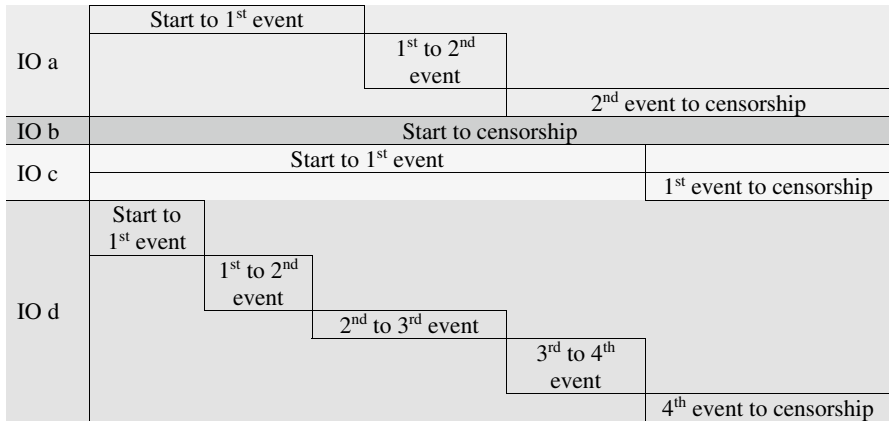 IO a
Start to 1st event
1st to 2nd
event
2nd event to censorship
IO b
Start to censorship
IO c
Start to 1st event
1st event to censorship
IO d
Start to
1st event
1st to 2nd
event
2nd to 3rd event
3rd to 4th
event
4th event to censorship